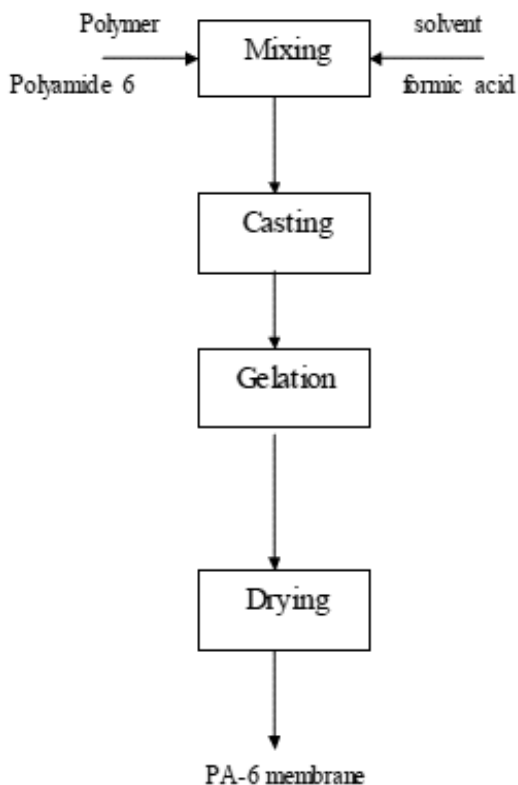 Polymer
Polyamide 6
Mixing
solvent
formic acid
Casting
Gelation
Drying
PA-6 membrane